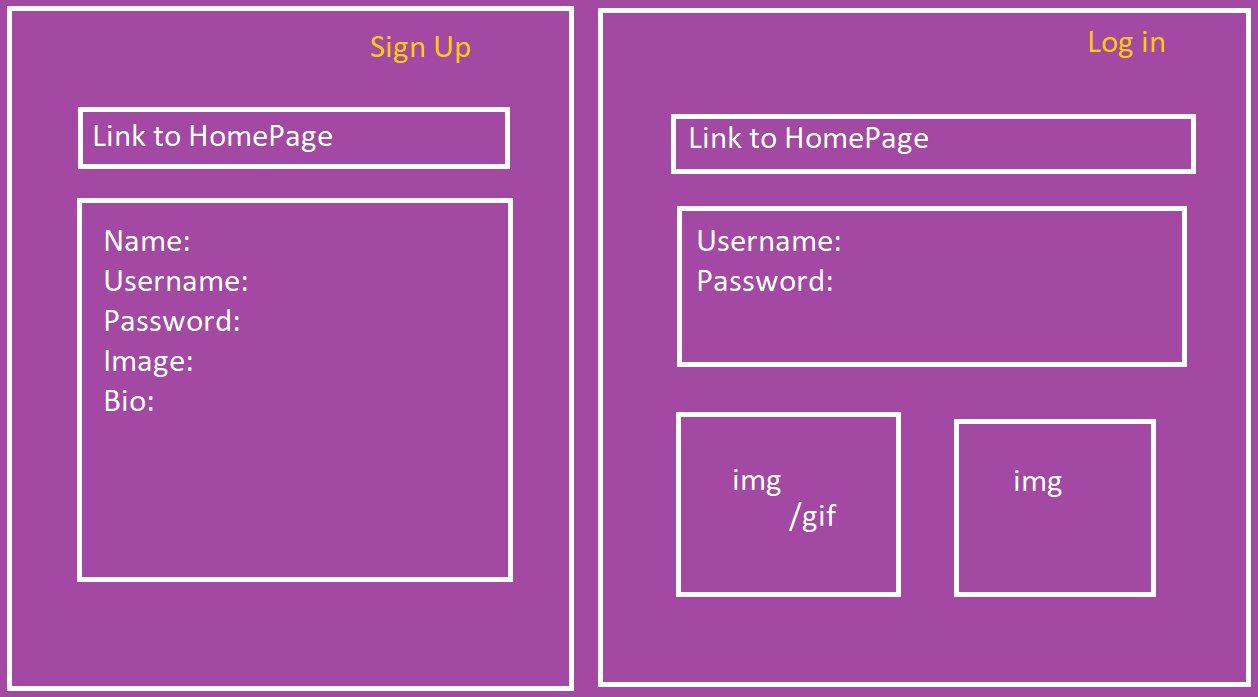 Sign Up
Link to HomePage
Name:
Username:
Password:
Image:
Bio:
Log in
Link to HomePage
Username:
Password:
img
/gif
img